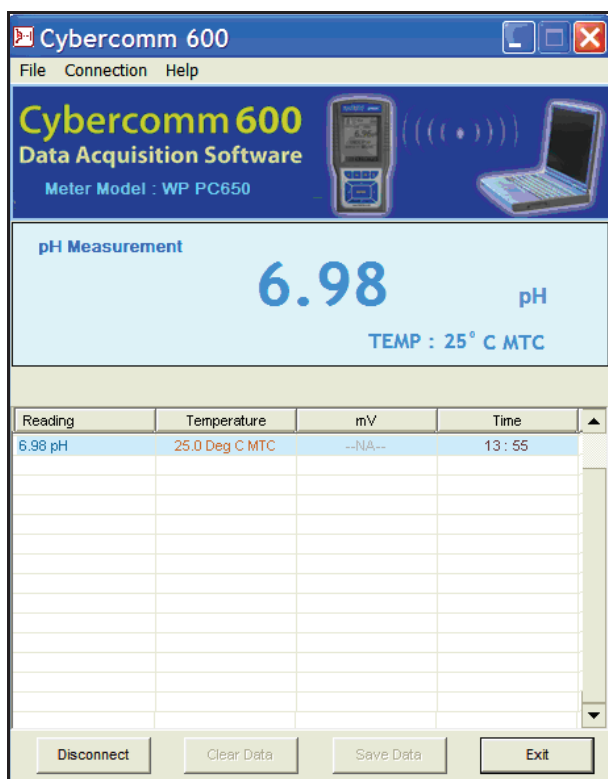 Cybercomm 600
File Connection Help
Cybercomm 600
Data Acquisition Software
Meter Model : WP PC650
pH Measurement
6.98 pH
TEMP : 25° C MTC
Reading Temperature mV Time
6.98 pH 25.0 Deg C MTC --NA-- 13 : 55
Disconnect Clear Data Save Data Exit